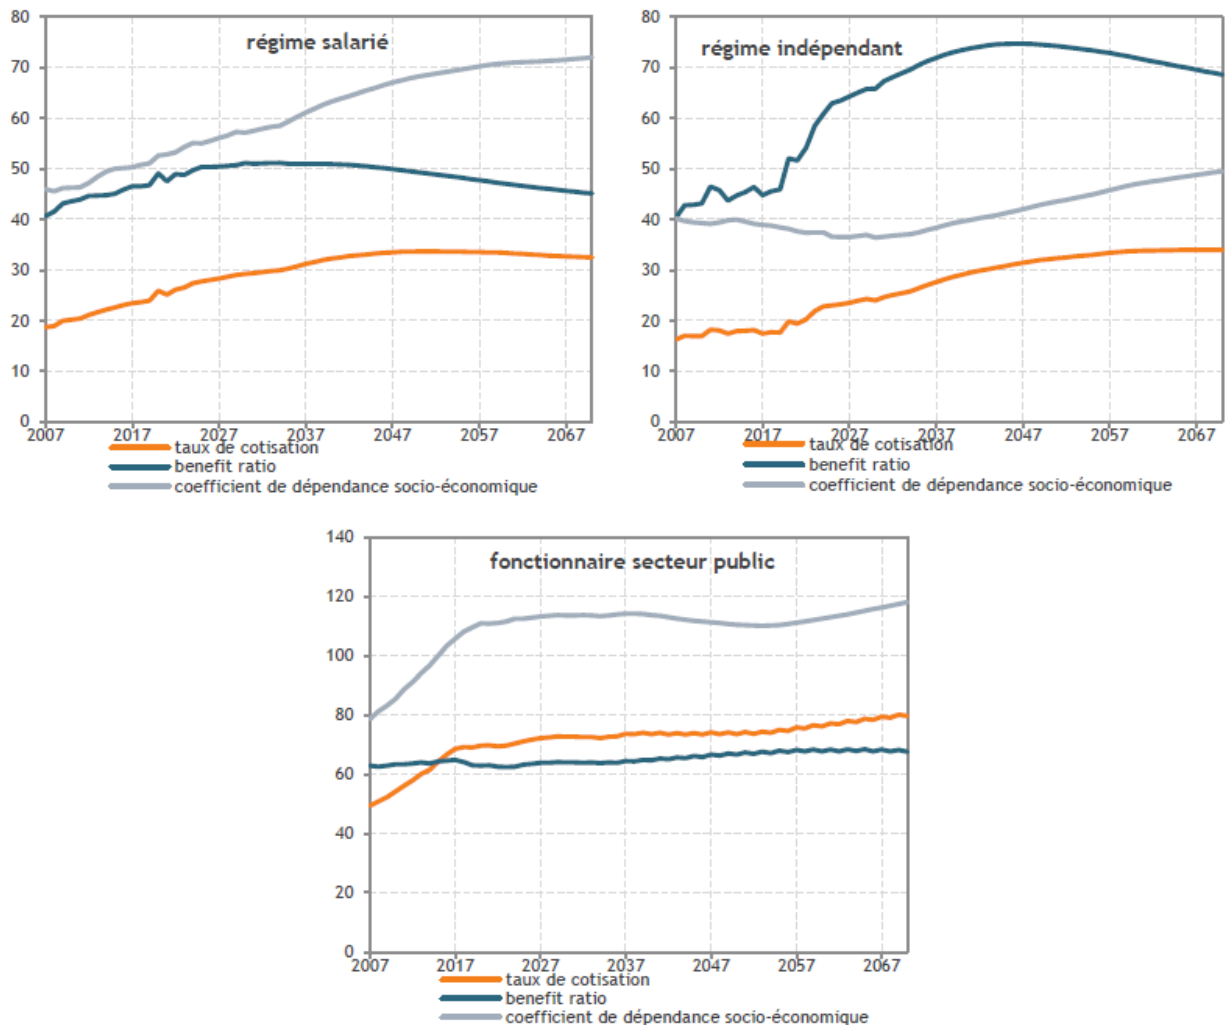 régime salarié
80
70
60
50
40
30
20
10
0
2007 2017 2027 2037 2047 2057 2067
taux de cotisation
benefit ratio
coefficient de dépendance socio-économique
régime indépendant
80
70
60
50
40
30
20
10
0
2007 2017 2027 2037 2047 2057 2067
taux de cotisation
benefit ratio
coefficient de dépendance socio-économique
fonctionnaire secteur public
140
120
100
80
60
40
20
0
2007 2017 2027 2037 2047 2057 2067
taux de cotisation
benefit ratio
coefficient de dépendance socio-économique